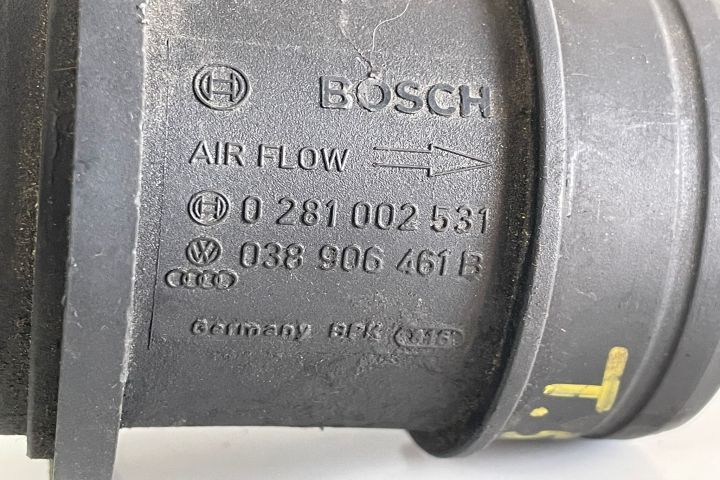 BOSCH
AIR FLOW
0 281 002 531
038 906 461 B
Germany